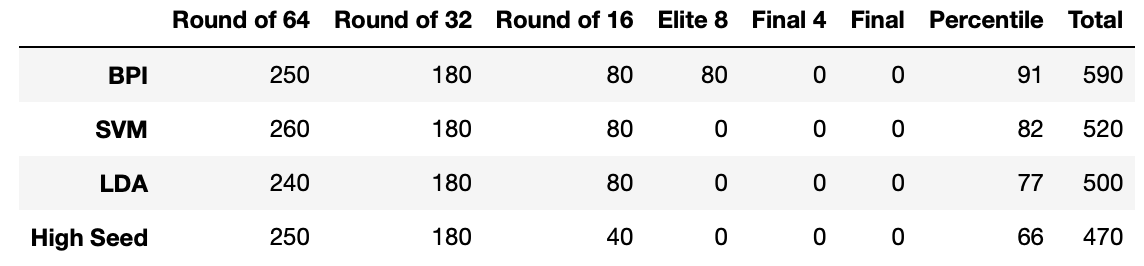 Round of 64 Round of 32 Round of 16 Elite 8 Final 4 Final Percentile Total
BPI 250 180 80 80 0 0 91 590
SVM 260 180 80 0 0 0 82 520
LDA 240 180 80 0 0 0 77 500
High Seed 250 180 40 0 0 0 66 470